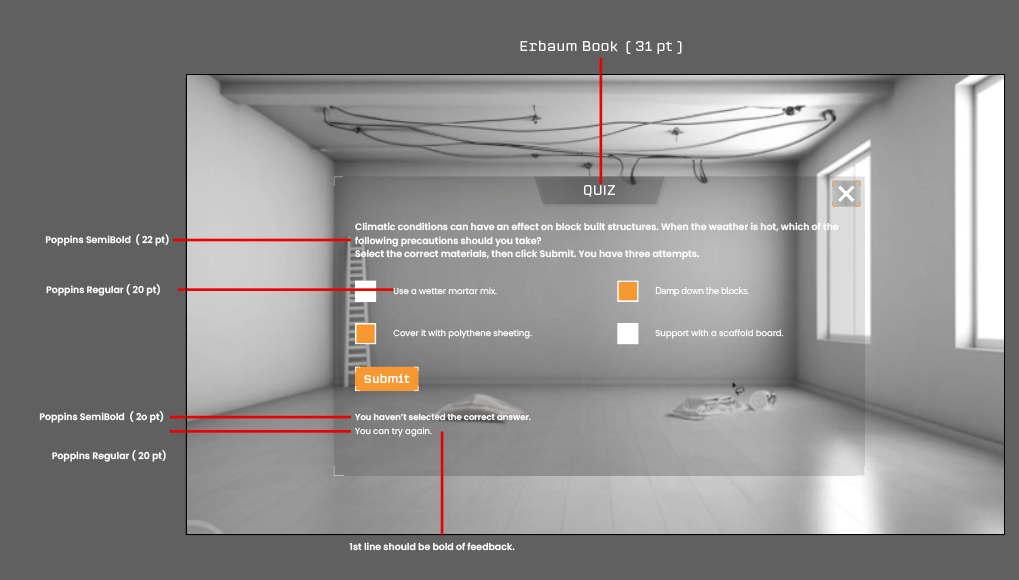 Erbaum Book ( 31 pt )
QUIZ
Climatic conditions can have an effect on block built structures. When the weather is hot, which of the
following precautions should you take?
Select the correct materials, then click Submit. You have three attempts.
Poppins SemiBold ( 22 pt)
Poppins Regular ( 20 pt)
Use a wetter mortar mix.
Damp down the blocks.
Cover it with polythene sheeting.
Support with a scaffold board.
Submit
Poppins SemiBold ( 2o pt)
You haven't selected the correct answer.
You can try again.
Poppins Regular ( 20 pt)
1st line should be bold of feedback.